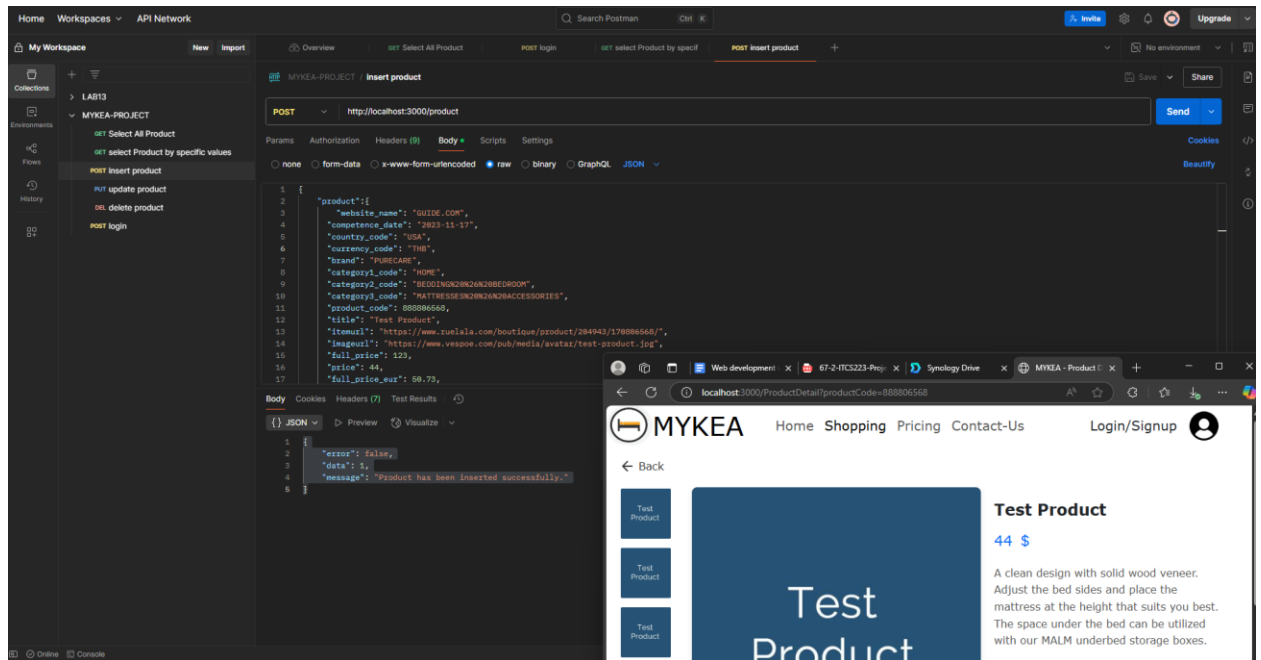 Home Workspaces API Network Search Postman Ctrl K Invite Upgrade
My Workspace New Import Overview GET Select All Product POST login GET select Product by specif POST insert product No environment
Collections
Environments
Flows
History
LAB13
MYKEA-PROJECT
GET Select All Product
GET select Product by specific values
POST insert product
PUT update product
DEL delete product
POST login
HTTP MYKEA-PROJECT / insert product Save Share
POST http://localhost:3000/product Send
Params Authorization Headers (9) Body Scripts Settings Cookies
none form-data x-www-form-urlencoded raw binary GraphQL JSON Beautify
1 {
2 "product":{
3 "website_name": "GUIDE.COM",
4 "competence_date": "2023-11-17",
5 "country_code": "USA",
6 "currency_code": "THB",
7 "brand": "PURECARE",
8 "category1_code": "HOME",
9 "category2_code": "BEDDING%20%26%20BEDROOM",
10 "category3_code": "MATTRESSES%20%26%20ACCESSORIES",
11 "product_code": 888806568,
12 "title": "Test Product",
13 "itemurl": "https://www.ruelala.com/boutique/product/204943/170806568/",
14 "imageurl": "https://www.vespoe.com/pub/media/avatar/test-product.jpg",
15 "full_price": 123,
16 "price": 44,
17 "full_price_eur": 50.73,
Body Cookies Headers (7) Test Results
{} JSON Preview Visualize
1 {
2 "error": false,
3 "data": 1,
4 "message": "Product has been inserted successfully."
5 }
Online Console
Web development 67-2-ITCS223-Proj Synology Drive MYKEA - Product D
localhost:3000/ProductDetail?productCode=888806568
MYKEA Home Shopping Pricing Contact-Us Login/Signup
← Back
Test
Product
Test
Product
Test
Product
Test
Product
Test Product
44 $
A clean design with solid wood veneer.
Adjust the bed sides and place the
mattress at the height that suits you best.
The space under the bed can be utilized
with our MALM underbed storage boxes.